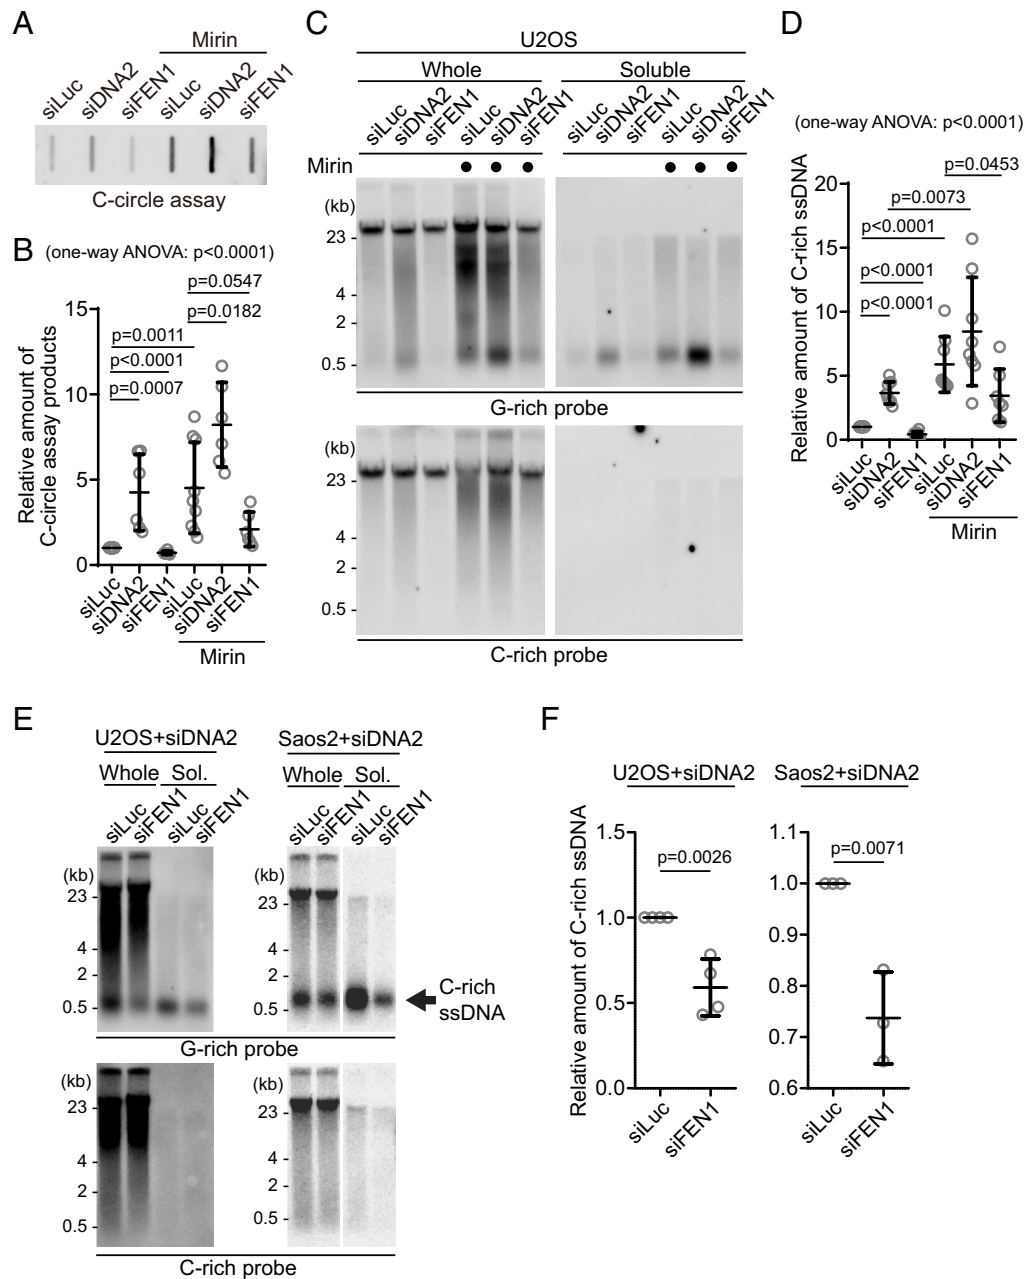 A
Mirin
siLuc
siDNA2
siFEN1
siLuc
siDNA2
siFEN1
C-circle assay
B
(one-way ANOVA: p<0.0001)
p=0.0547
p=0.0182
p=0.0011
p<0.0001
p=0.0007
Relative amount of
C-circle assay products
15
10
5
0
siLuc
siDNA2
siFEN1
siLuc
siDNA2
siFEN1
Mirin
C
U2OS
Whole
Soluble
siLuc
siDNA2
siFEN1
siLuc
siDNA2
siFEN1
siLuc
siDNA2
siFEN1
siLuc
siDNA2
siFEN1
Mirin
(kb)
23 -
4 -
2 -
0.5 -
G-rich probe
(kb)
23 -
4 -
2 -
0.5 -
C-rich probe
D
(one-way ANOVA: p<0.0001)
p=0.0453
p=0.0073
p<0.0001
p<0.0001
p<0.0001
Relative amount of C-rich ssDNA
20
15
10
5
0
siLuc
siDNA2
siFEN1
siLuc
siDNA2
siFEN1
Mirin
E
U2OS+siDNA2
Whole Sol.
siLuc
siFEN1
siLuc
siFEN1
(kb)
23 -
4 -
2 -
0.5 -
Saos2+siDNA2
Whole Sol.
siLuc
siFEN1
siLuc
siFEN1
(kb)
23 -
4 -
2 -
0.5 -
C-rich
ssDNA
G-rich probe
(kb)
23 -
4 -
2 -
0.5 -
(kb)
23 -
4 -
2 -
0.5 -
C-rich probe
F
U2OS+siDNA2
Relative amount of C-rich ssDNA
1.5
1.0
0.5
0.0
p=0.0026
siLuc
siFEN1
Saos2+siDNA2
1.1
1.0
0.9
0.8
0.7
0.6
p=0.0071
siLuc
siFEN1